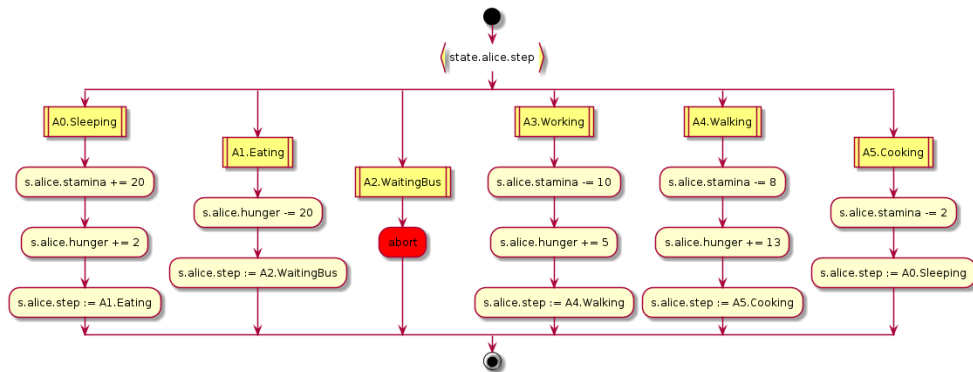 state.alice.step
A0.Sleeping
s.alice.stamina += 20
s.alice.hunger += 2
s.alice.step := A1.Eating
A1.Eating
s.alice.hunger -= 20
s.alice.step := A2.WaitingBus
A2.WaitingBus
abort
A3.Working
s.alice.stamina -= 10
s.alice.hunger += 5
s.alice.step := A4.Walking
A4.Walking
s.alice.stamina -= 8
s.alice.hunger += 13
s.alice.step := A5.Cooking
A5.Cooking
s.alice.stamina -= 2
s.alice.step := A0.Sleeping